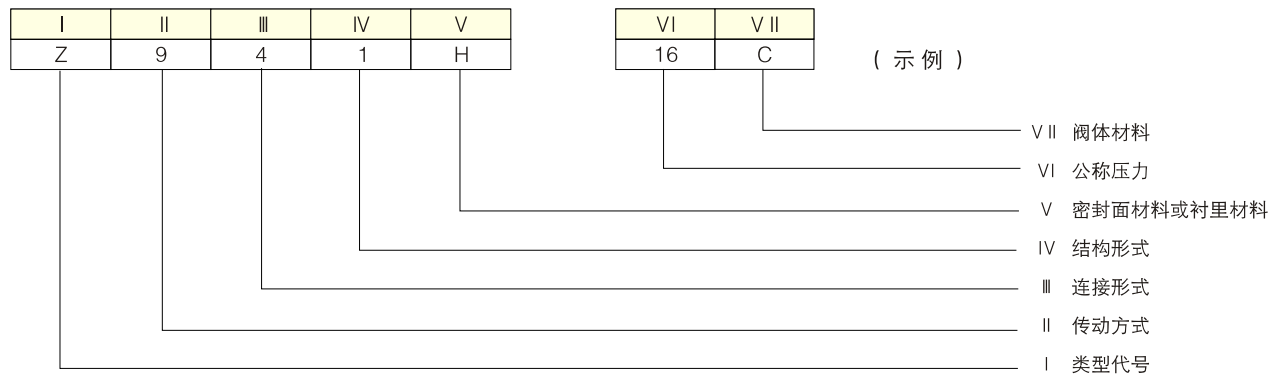 Ⅰ Ⅱ Ⅲ Ⅳ Ⅴ Ⅵ Ⅶ
Z 9 4 1 H 16 C (示例)
Ⅶ 阀体材料
Ⅵ 公称压力
Ⅴ 密封面材料或衬里材料
Ⅳ 结构形式
Ⅲ 连接形式
Ⅱ 传动方式
Ⅰ 类型代号